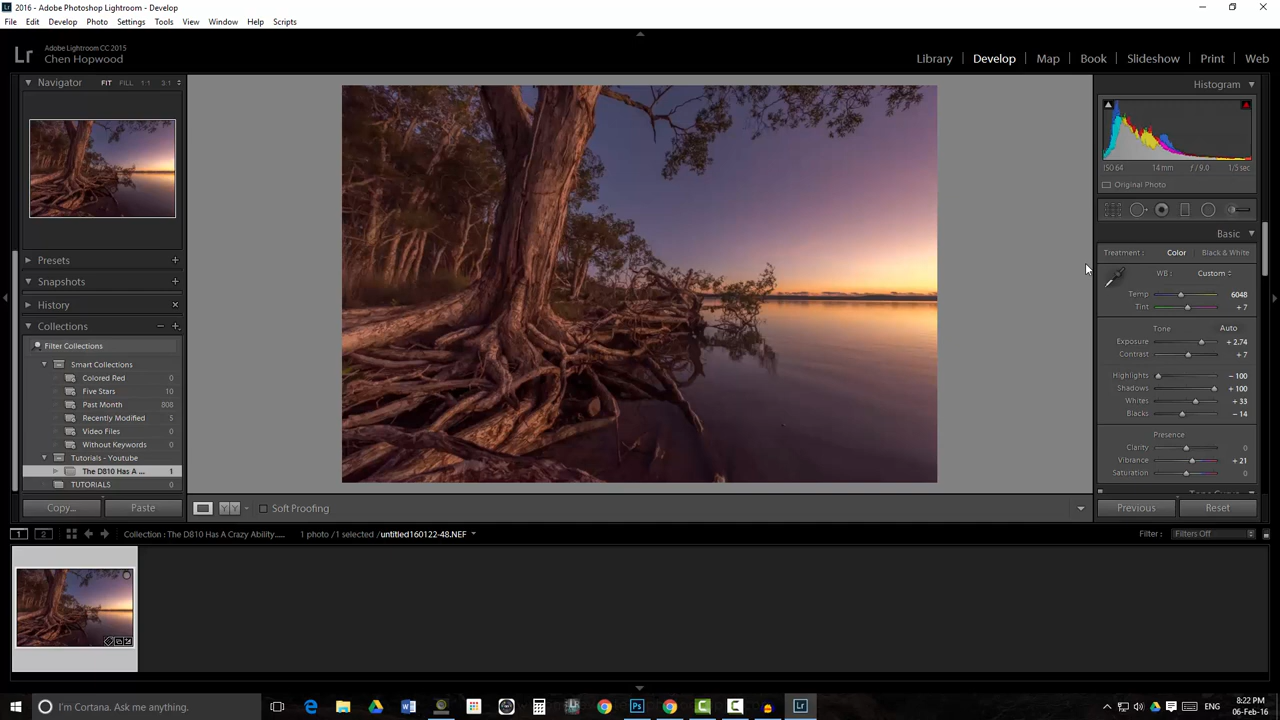 2016 - Adobe Photoshop Lightroom - Develop
File Edit Develop Photo Settings Tools View Window Help Scripts
Lr
Adobe Lightroom CC 2015
Chen Hopwood
Library Develop Map Book Slideshow Print Web
Navigator FIT FILL 1:1 3:1
Histogram
ISO 64 14 mm f / 9.0 1/5 sec
Original Photo
Basic
Treatment : Color Black & White
WB : Custom
Temp 6048
Tint + 7
Tone Auto
Exposure + 2.74
Contrast + 7
Highlights − 100
Shadows + 100
Whites + 33
Blacks − 14
Presence
Clarity 0
Vibrance + 21
Saturation 0
Presets
Snapshots
History
Collections
Filter Collections
Smart Collections
Colored Red 0
Five Stars 10
Past Month 808
Recently Modified 5
Video Files 0
Without Keywords 0
Tutorials - Youtube
The D810 Has A ... 1
TUTORIALS 0
Copy... Paste
Soft Proofing
Previous Reset
1 2 Collection : The D810 Has A Crazy Ability.... 1 photo / 1 selected / untitled160122-48.NEF
Filter : Filters Off
I'm Cortana. Ask me anything.
Ps
Lr
ENG
8:22 PM
06-Feb-16